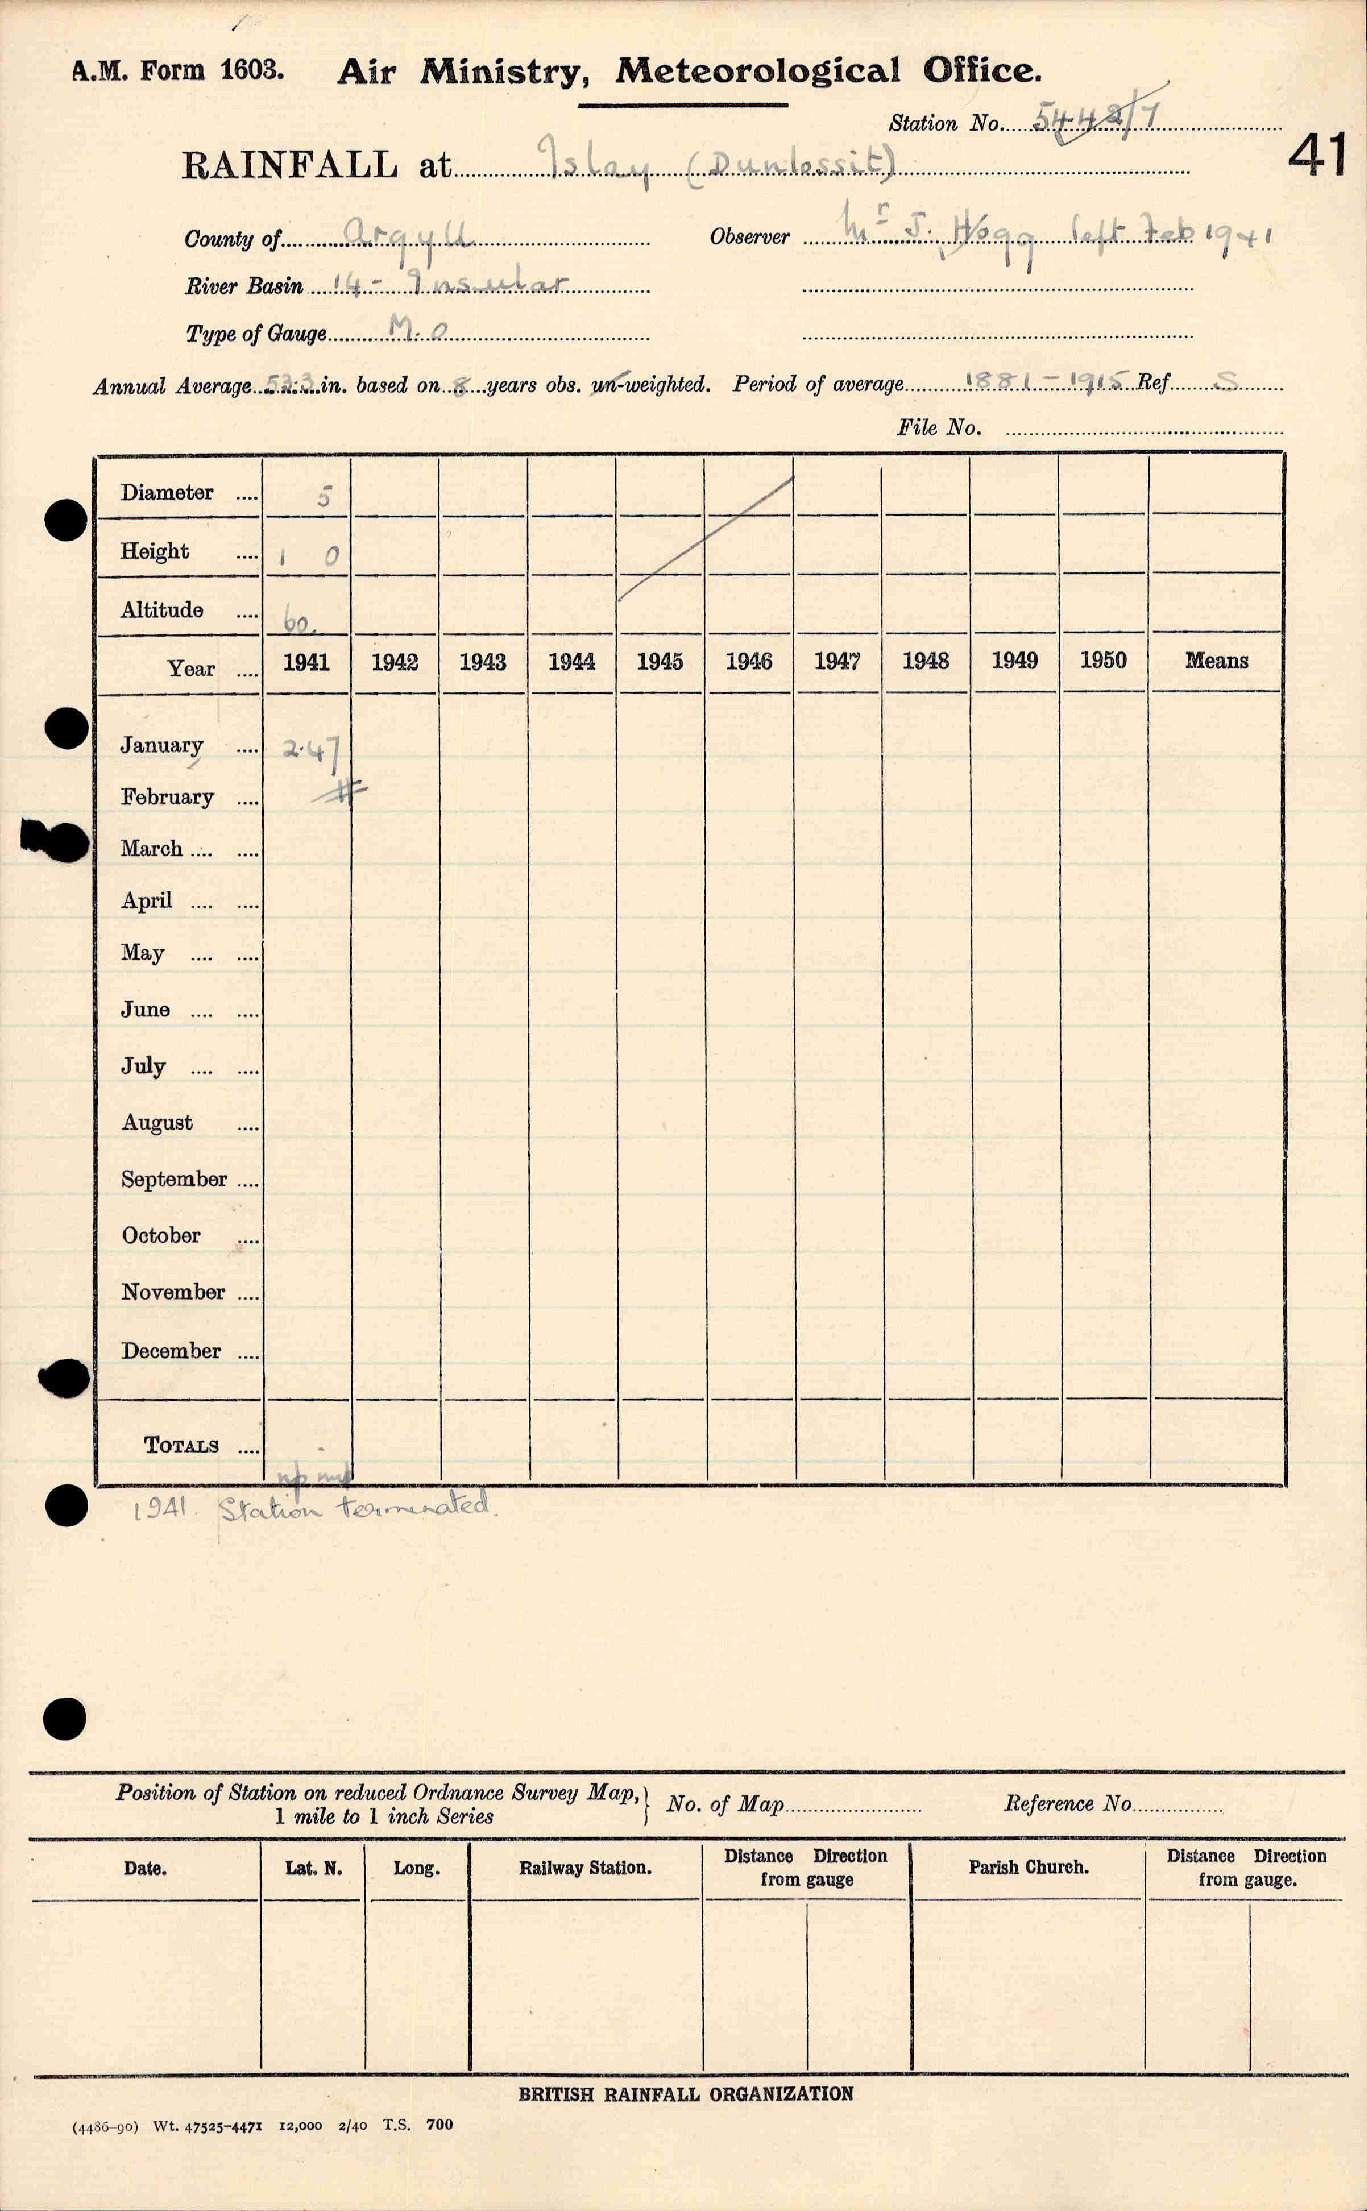 A.M. Form 1603. Air Ministry, Meteorological Office.
Station No. 5442/7
41
RAINFALL at Islay (Dunlossit)
County of Argyll Observer Mr J. Hogg left Feb 1941
River Basin 14 - Insular
Type of Gauge M.O
Annual Average 53.3 in. based on 8 years obs. un-weighted. Period of average 1881-1915 Ref S
File No.
Diameter .... 5
Height .... 1 0
Altitude .... 60.
Year .... 1941 1942 1943 1944 1945 1946 1947 1948 1949 1950 Means
January .... 2.47
February .... #
March .... ....
April .... ....
May .... ....
June .... ....
July .... ....
August ....
September ....
October ....
November ....
December ....
TOTALS ....
1941. Station terminated.
Position of Station on reduced Ordnance Survey Map, } No. of Map Reference No
1 mile to 1 inch Series
Date. Lat. N. Long. Railway Station. Distance Direction from gauge Parish Church. Distance Direction from gauge.
BRITISH RAINFALL ORGANIZATION
(4486-90) Wt. 47525-4471 12,000 2/40 T.S. 700